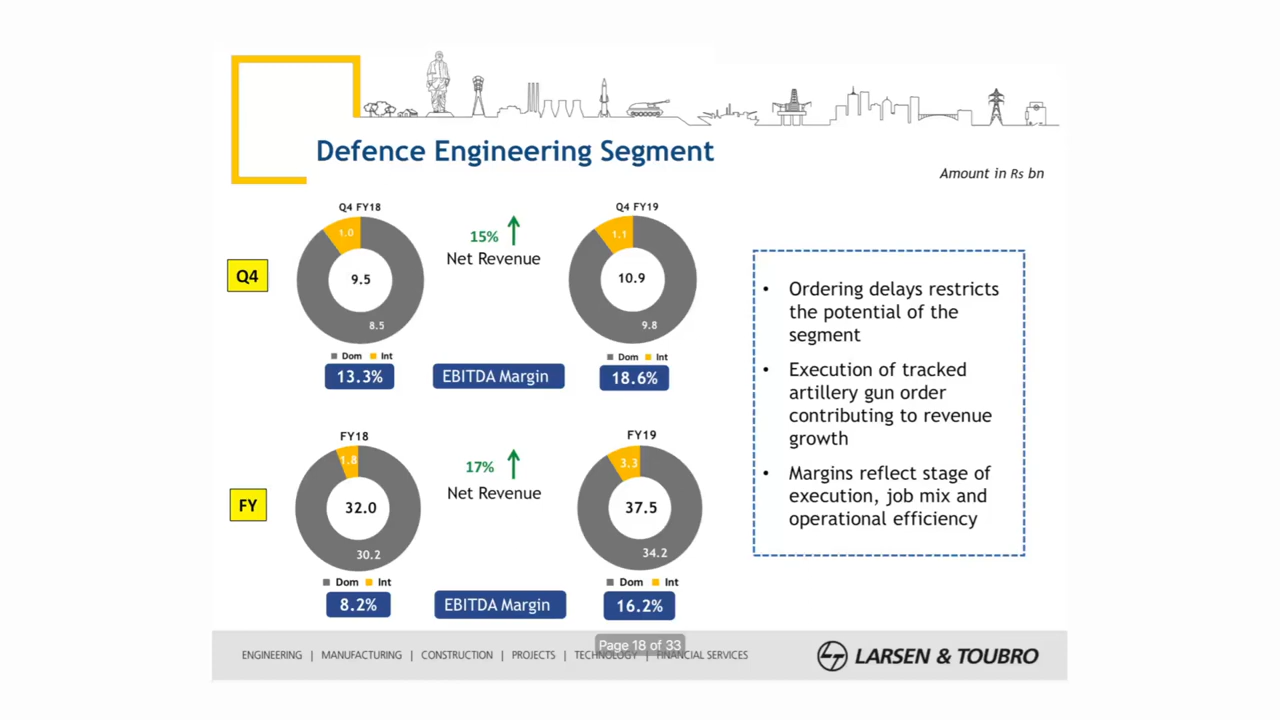 Defence Engineering Segment
Amount in Rs bn
Q4
Q4 FY18
1.0
9.5
8.5
Dom Int
13.3%
15%
Net Revenue
EBITDA Margin
Q4 FY19
1.1
10.9
9.8
Dom Int
18.6%
FY
FY18
1.8
32.0
30.2
Dom Int
8.2%
17%
Net Revenue
EBITDA Margin
FY19
3.3
37.5
34.2
Dom Int
16.2%
• Ordering delays restricts
the potential of the
segment
• Execution of tracked
artillery gun order
contributing to revenue
growth
• Margins reflect stage of
execution, job mix and
operational efficiency
Page 18 of 33
ENGINEERING | MANUFACTURING | CONSTRUCTION | PROJECTS | TECHNOLOGY | FINANCIAL SERVICES
LARSEN & TOUBRO